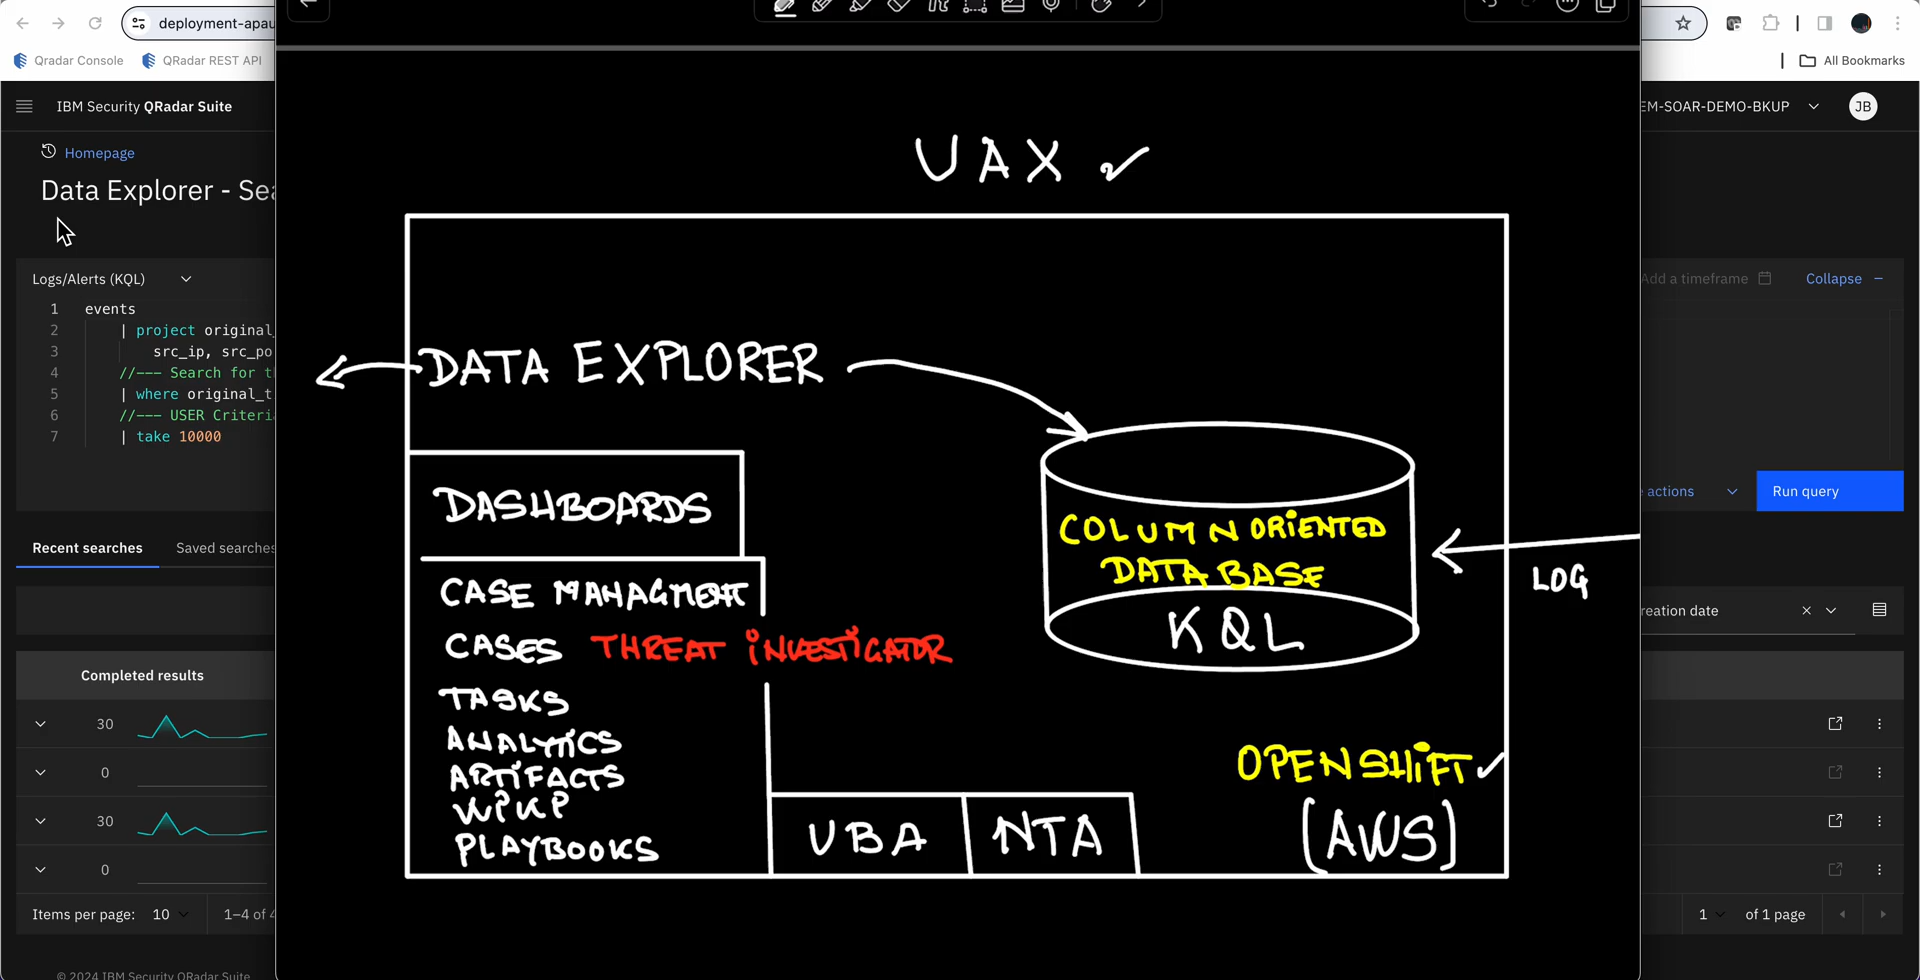 deployment-apau
Qradar Console
QRadar REST API
All Bookmarks
IBM Security QRadar Suite
EM-SOAR-DEMO-BKUP
JB
Homepage
Data Explorer - Sea
Logs/Alerts (KQL)
Add a timeframe
Collapse
1 events
2 | project original_
3 src_ip, src_po
4 //--- Search for t
5 | where original_t
6 //--- USER Criteria
7 | take 10000
actions
Run query
Recent searches
Saved searches
reation date
Completed results
30
0
30
0
Items per page: 10
1–4 of 4
1 of 1 page
© 2024 IBM Security QRadar Suite
UAX ✓
DATA EXPLORER
DASHBOARDS
CASE MANAGMENT
CASES THREAT INVESTIGATOR
TASKS
ANALYTICS
ARTIFACTS
PLAYBOOKS
UBA
NTA
COLUMN ORIENTED
DATABASE
KQL
LOG
OPENSHIFT ✓
(AWS)